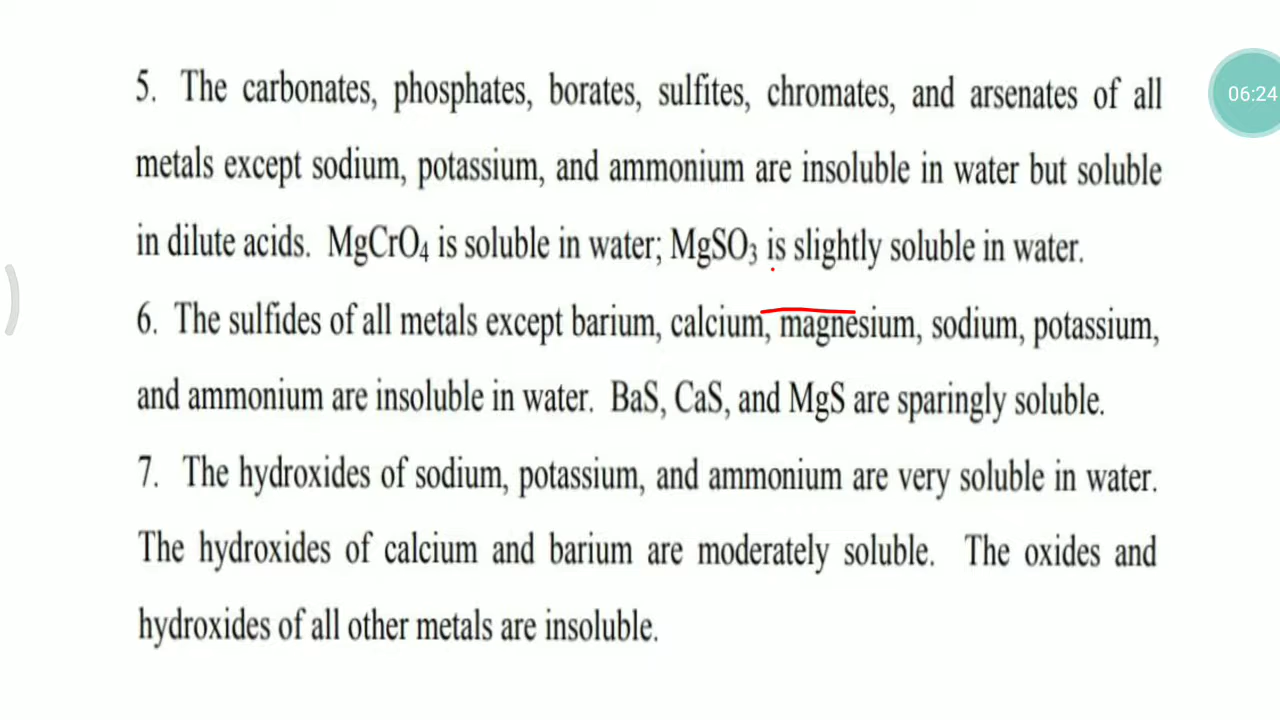 5. The carbonates, phosphates, borates, sulfites, chromates, and arsenates of all
metals except sodium, potassium, and ammonium are insoluble in water but soluble
in dilute acids. MgCrO₄ is soluble in water; MgSO₃ is slightly soluble in water.
6. The sulfides of all metals except barium, calcium, magnesium, sodium, potassium,
and ammonium are insoluble in water. BaS, CaS, and MgS are sparingly soluble.
7. The hydroxides of sodium, potassium, and ammonium are very soluble in water.
The hydroxides of calcium and barium are moderately soluble. The oxides and
hydroxides of all other metals are insoluble.
06:24